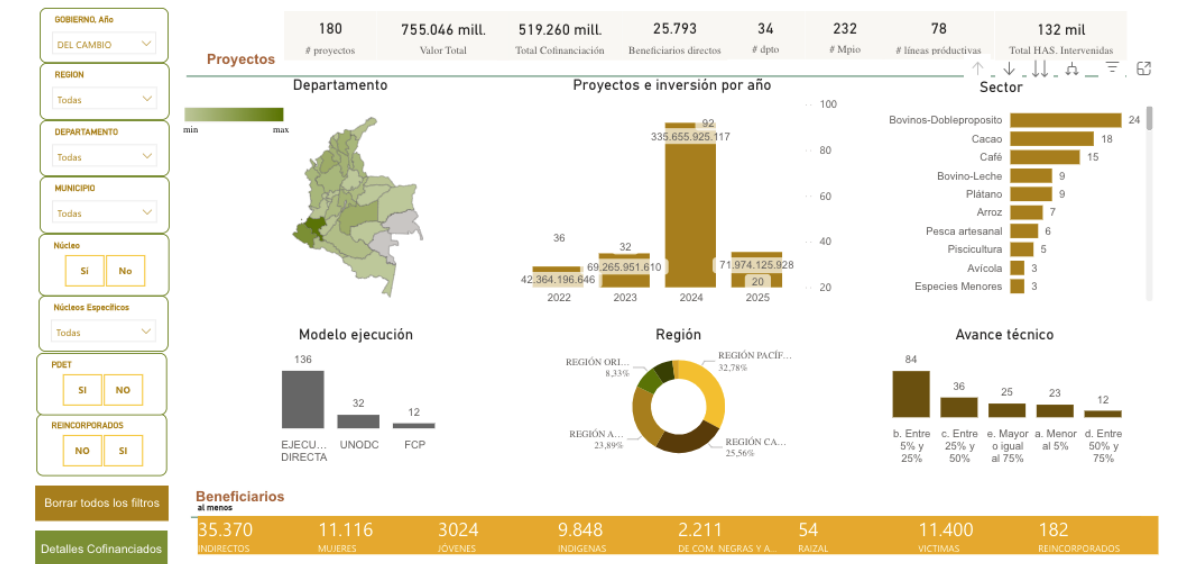 GOBIERNO, Año
DEL CAMBIO
REGION
Todas
DEPARTAMENTO
Todas
MUNICIPIO
Todas
Núcleo
Sí
No
Núcleos Específicos
Todas
PDET
SI
NO
REINCORPORADOS
NO
SI
Borrar todos los filtros
Detalles Cofinanciados
Proyectos
180
# proyectos
755.046 mill.
Valor Total
519.260 mill.
Total Cofinanciación
25.793
Beneficiarios directos
34
# dpto
232
# Mpio
78
# líneas próductivas
132 mil
Total HAS. Intervenidas
Departamento
min
max
Proyectos e inversión por año
100
80
60
40
20
36
42.364.196.646
32
69.265.951.610
92
335.655.925.117
71.974.125.928
20
2022
2023
2024
2025
Sector
Bovinos-Dobleproposito
24
Cacao
18
Café
15
Bovino-Leche
9
Plátano
9
Arroz
7
Pesca artesanal
6
Piscicultura
5
Avícola
3
Especies Menores
3
Modelo ejecución
136
32
12
EJECU...
DIRECTA
UNODC
FCP
Región
REGIÓN PACÍF...
32,78%
REGIÓN CA...
25,56%
REGIÓN A...
23,89%
REGIÓN ORI...
8,33%
Avance técnico
84
36
25
23
12
b. Entre
5% y
25%
c. Entre
25% y
50%
e. Mayor
o igual
al 75%
a. Menor
al 5%
d. Entre
50% y
75%
Beneficiarios
al menos
35.370
INDIRECTOS
11.116
MUJERES
3024
JÓVENES
9.848
INDIGENAS
2.211
DE COM. NEGRAS Y A...
54
RAIZAL
11.400
VICTIMAS
182
REINCORPORADOS